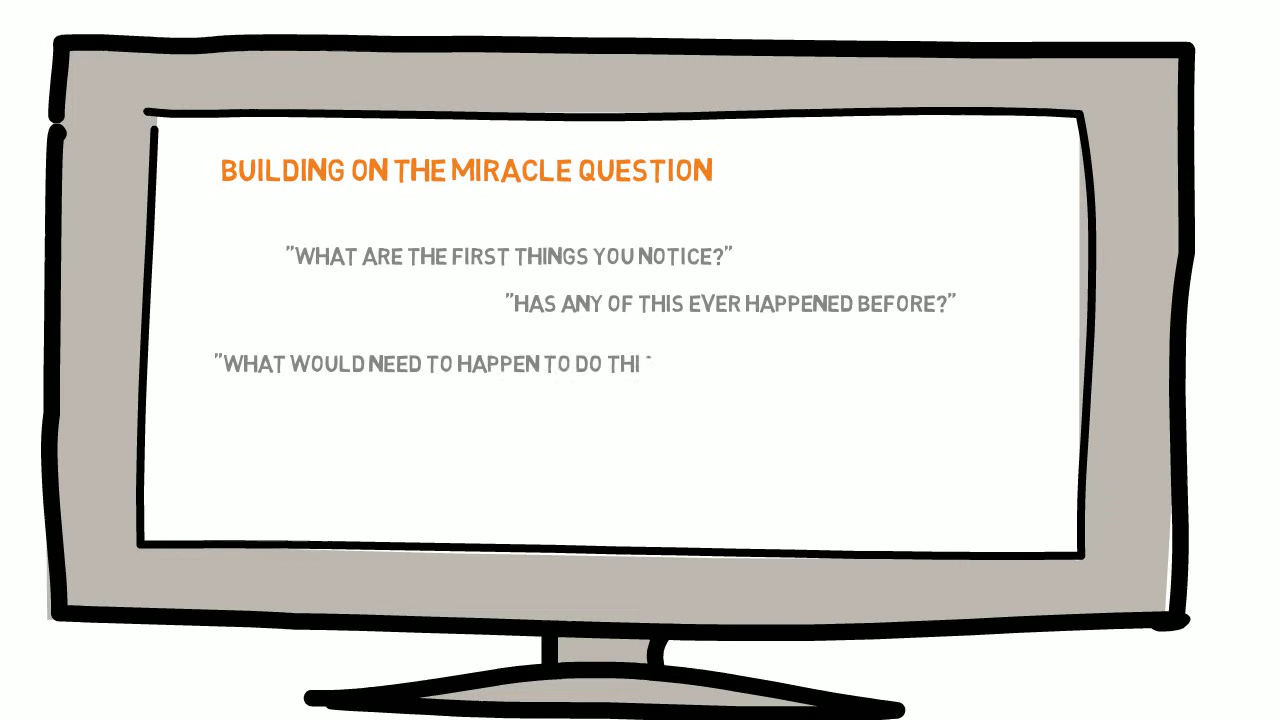 BUILDING ON THE MIRACLE QUESTION
"WHAT ARE THE FIRST THINGS YOU NOTICE?"
"HAS ANY OF THIS EVER HAPPENED BEFORE?"
"WHAT WOULD NEED TO HAPPEN TO DO THI